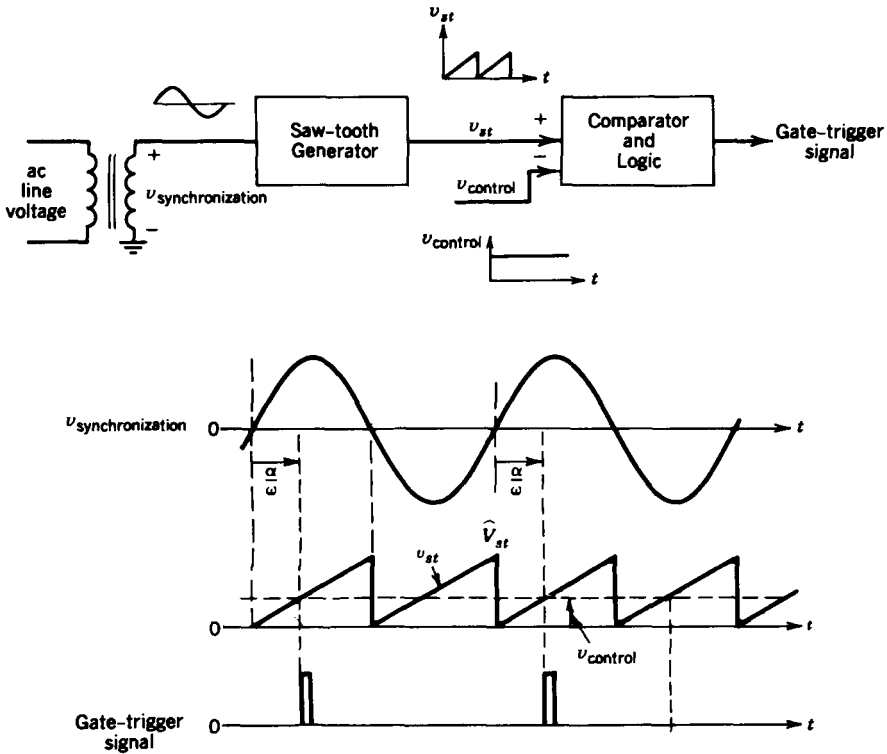 v_st
t
Saw-tooth
Generator
v_st
+
-
Comparator
and
Logic
Gate-trigger
signal
ac
line
voltage
+
v_synchronization
-
v_control
v_control
t
v_synchronization
0
t
α/ω
α/ω
V̂_st
v_st
0
t
v_control
0
t
Gate-trigger
signal